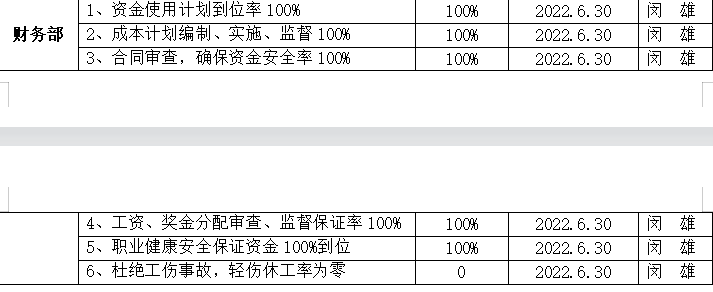 财务部
1、资金使用计划到位率 100% 100% 2022.6.30 闵 雄
2、成本计划编制、实施、监督 100% 100% 2022.6.30 闵 雄
3、合同审查，确保资金安全率 100% 100% 2022.6.30 闵 雄
4、工资、奖金分配审查、监督保证率 100% 100% 2022.6.30 闵 雄
5、职业健康安全保证资金 100%到位 100% 2022.6.30 闵 雄
6、杜绝工伤事故，轻伤休工率为零 0 2022.6.30 闵 雄